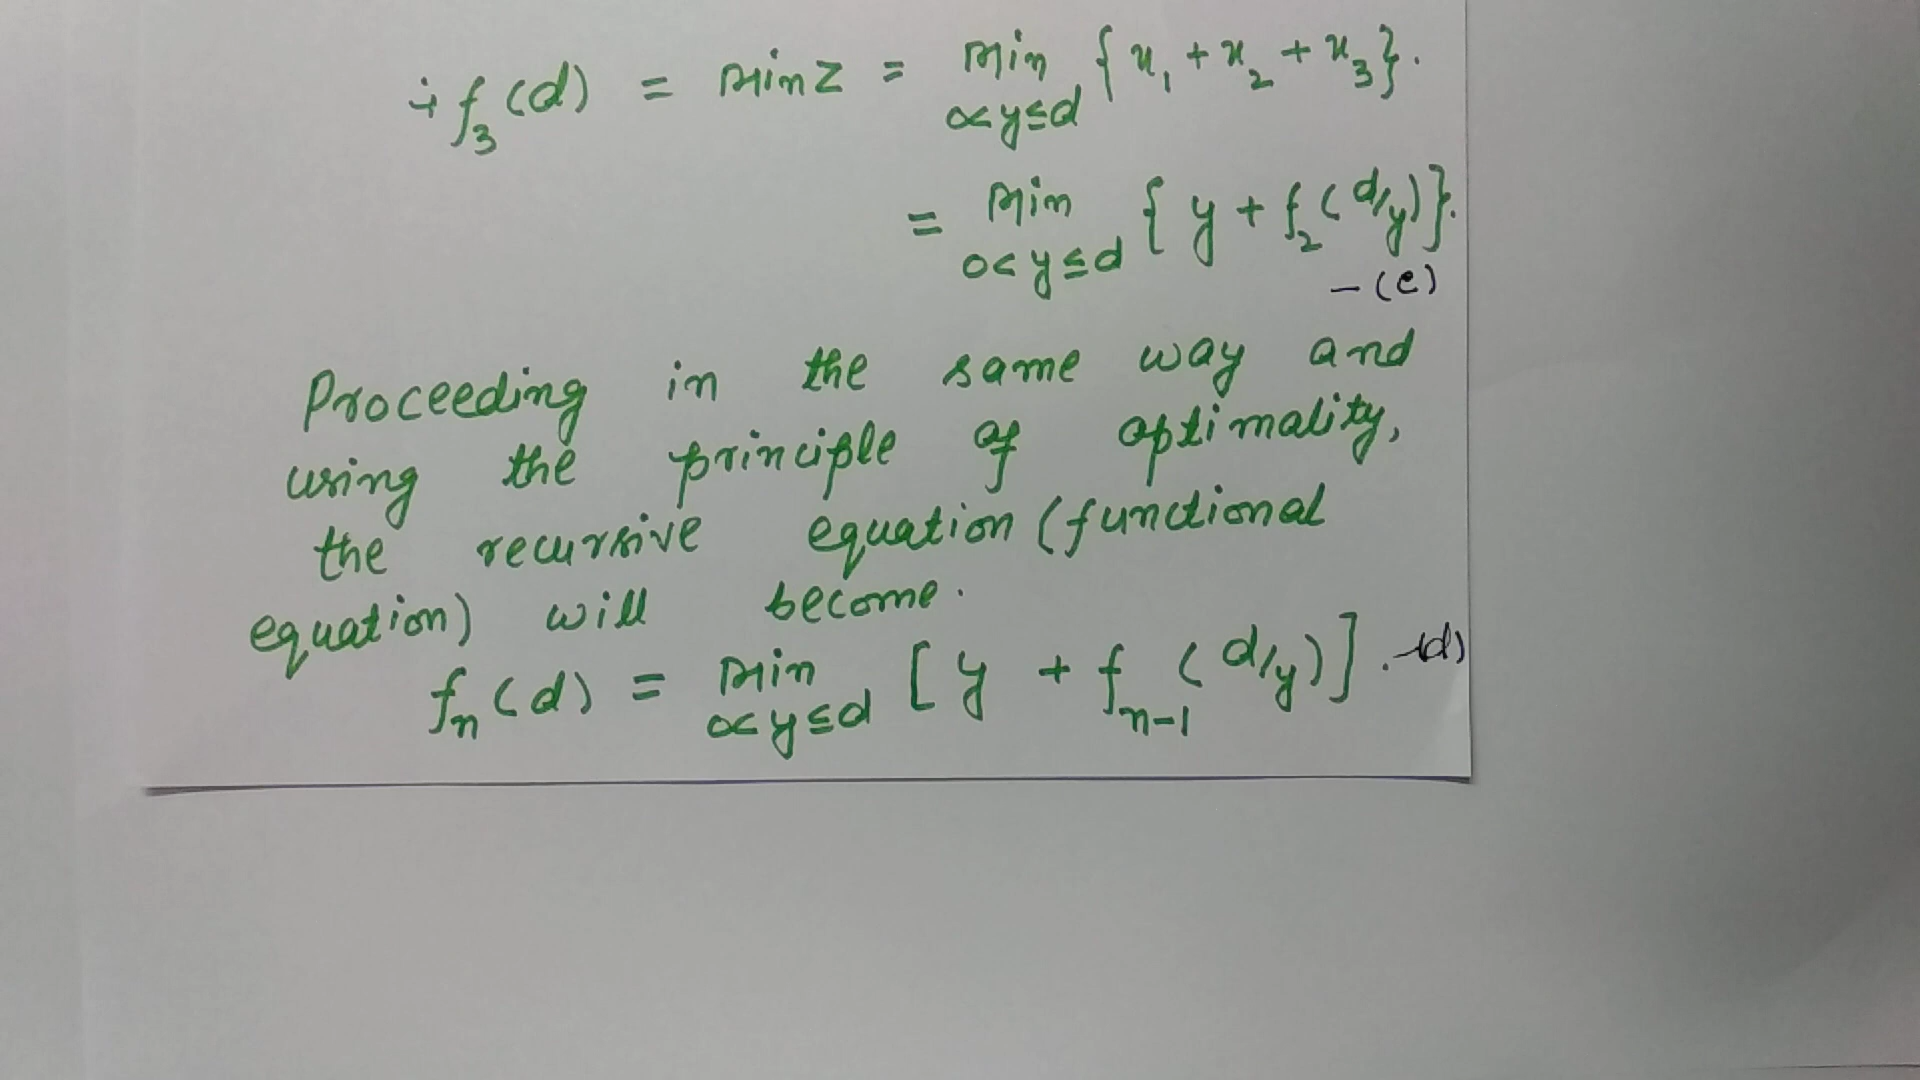 ∴ f₃(d) = Min Z = Min {x₁ + x₂ + x₃}.
0<y≤d
= Min { y + f₂(d/y)}.
0<y≤d
-(c)
Proceeding in the same way and
using the principle of optimality,
the recursive equation (functional
equation) will become.
fₙ(d) = Min [y + fₙ₋₁(d/y)]. -(d)
0<y≤d